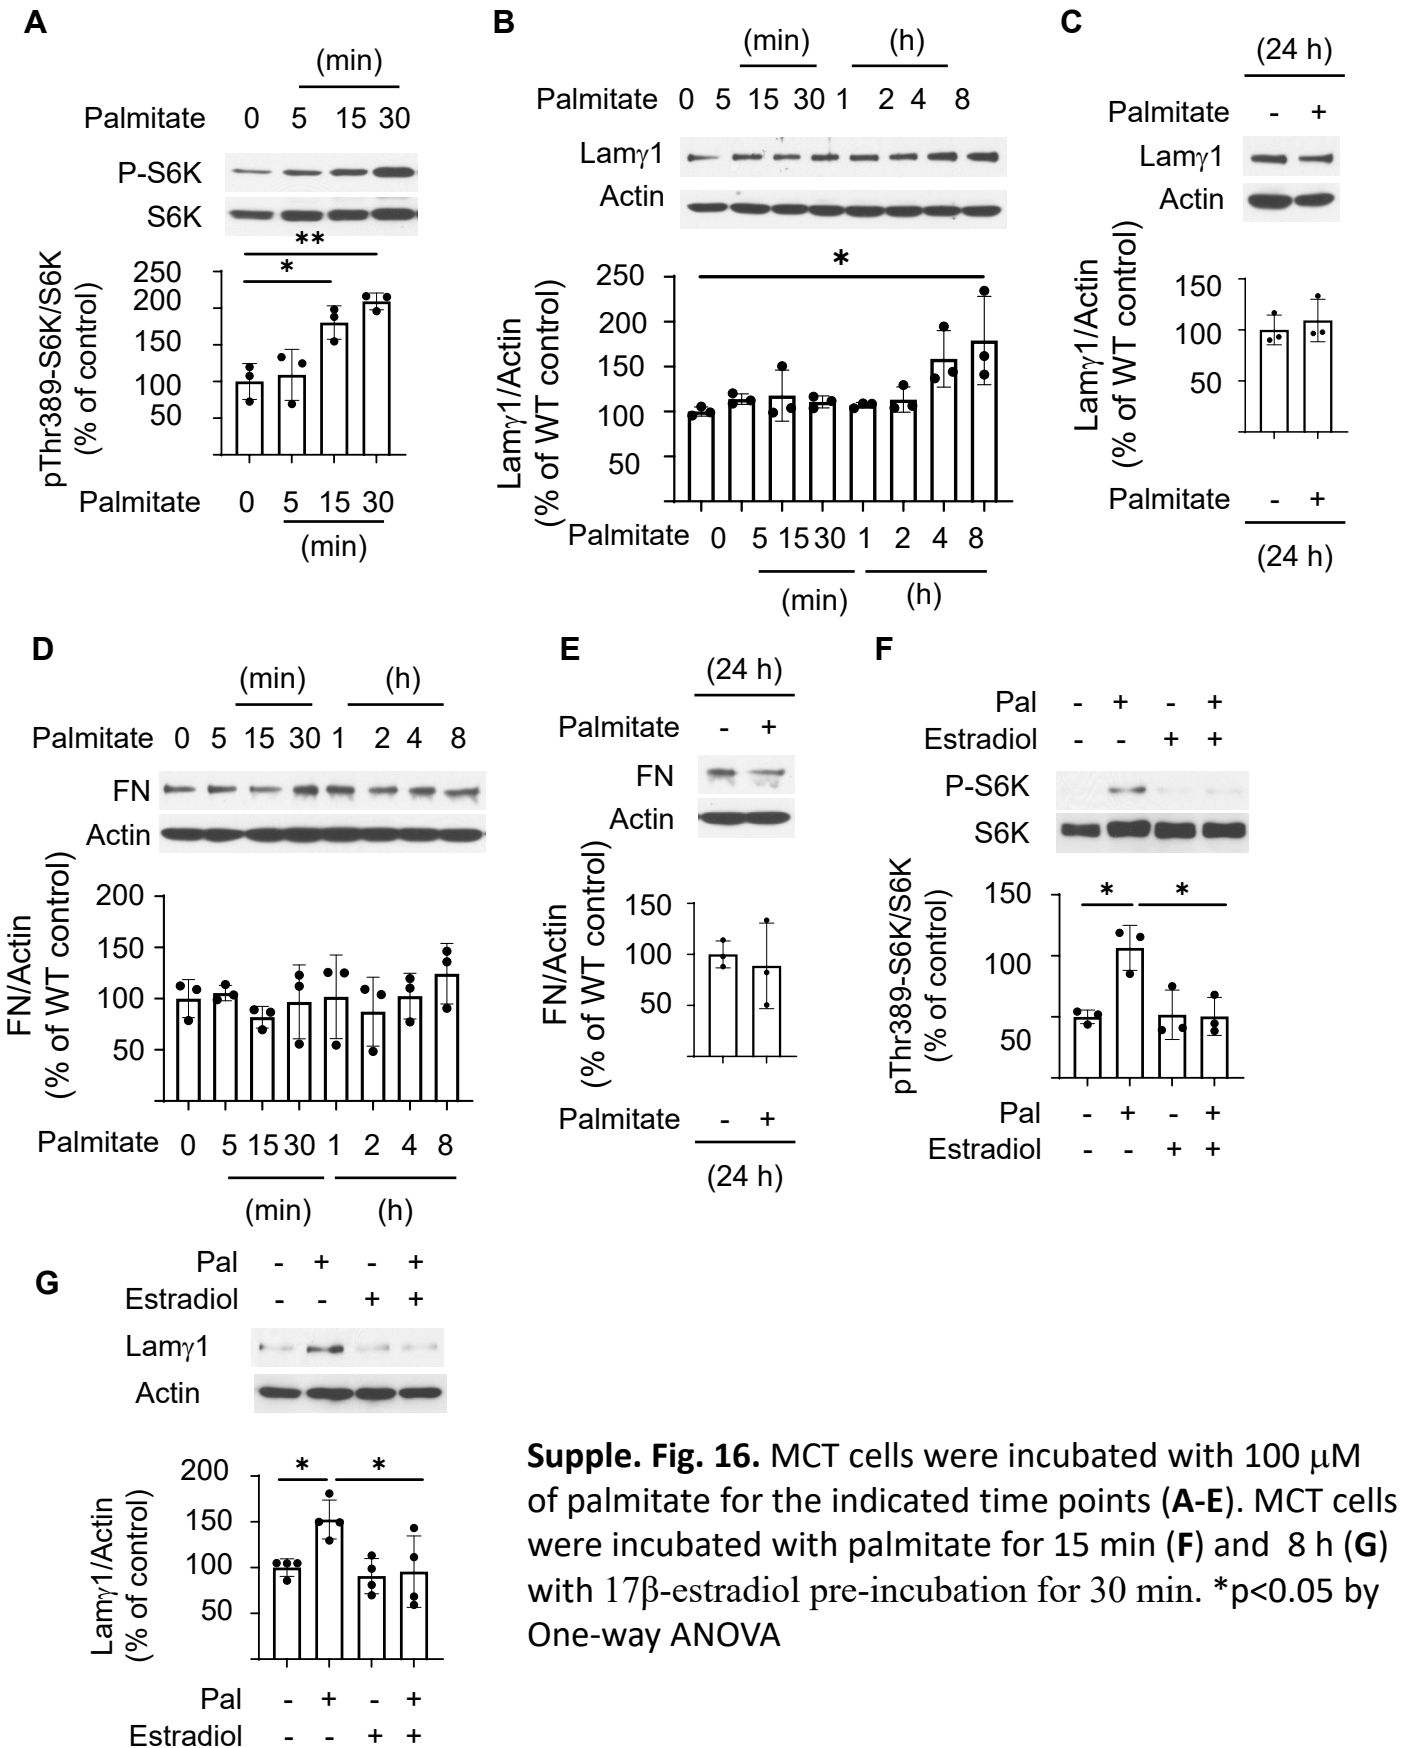 A
(min)
Palmitate 0 5 15 30
P-S6K
S6K
**
*
pThr389-S6K/S6K
(% of control)
250
200
150
100
50
Palmitate 0 5 15 30
(min)
B
(min) (h)
Palmitate 0 5 15 30 1 2 4 8
Lamγ1
Actin
*
Lamγ1/Actin
(% of WT control)
250
200
150
100
50
Palmitate 0 5 15 30 1 2 4 8
(min) (h)
C
(24 h)
Palmitate - +
Lamγ1
Actin
Lamγ1/Actin
(% of WT control)
150
100
50
Palmitate - +
(24 h)
D
(min) (h)
Palmitate 0 5 15 30 1 2 4 8
FN
Actin
FN/Actin
(% of WT control)
200
150
100
50
Palmitate 0 5 15 30 1 2 4 8
(min) (h)
E
(24 h)
Palmitate - +
FN
Actin
FN/Actin
(% of WT control)
150
100
50
Palmitate - +
(24 h)
F
Pal - + - +
Estradiol - - + +
P-S6K
S6K
* *
pThr389-S6K/S6K
(% of control)
150
100
50
Pal - + - +
Estradiol - - + +
G
Pal - + - +
Estradiol - - + +
Lamγ1
Actin
* *
Lamγ1/Actin
(% of control)
200
150
100
50
Pal - + - +
Estradiol - - + +
Supple. Fig. 16. MCT cells were incubated with 100 μM
of palmitate for the indicated time points (A-E). MCT cells
were incubated with palmitate for 15 min (F) and 8 h (G)
with 17β-estradiol pre-incubation for 30 min. *p<0.05 by
One-way ANOVA